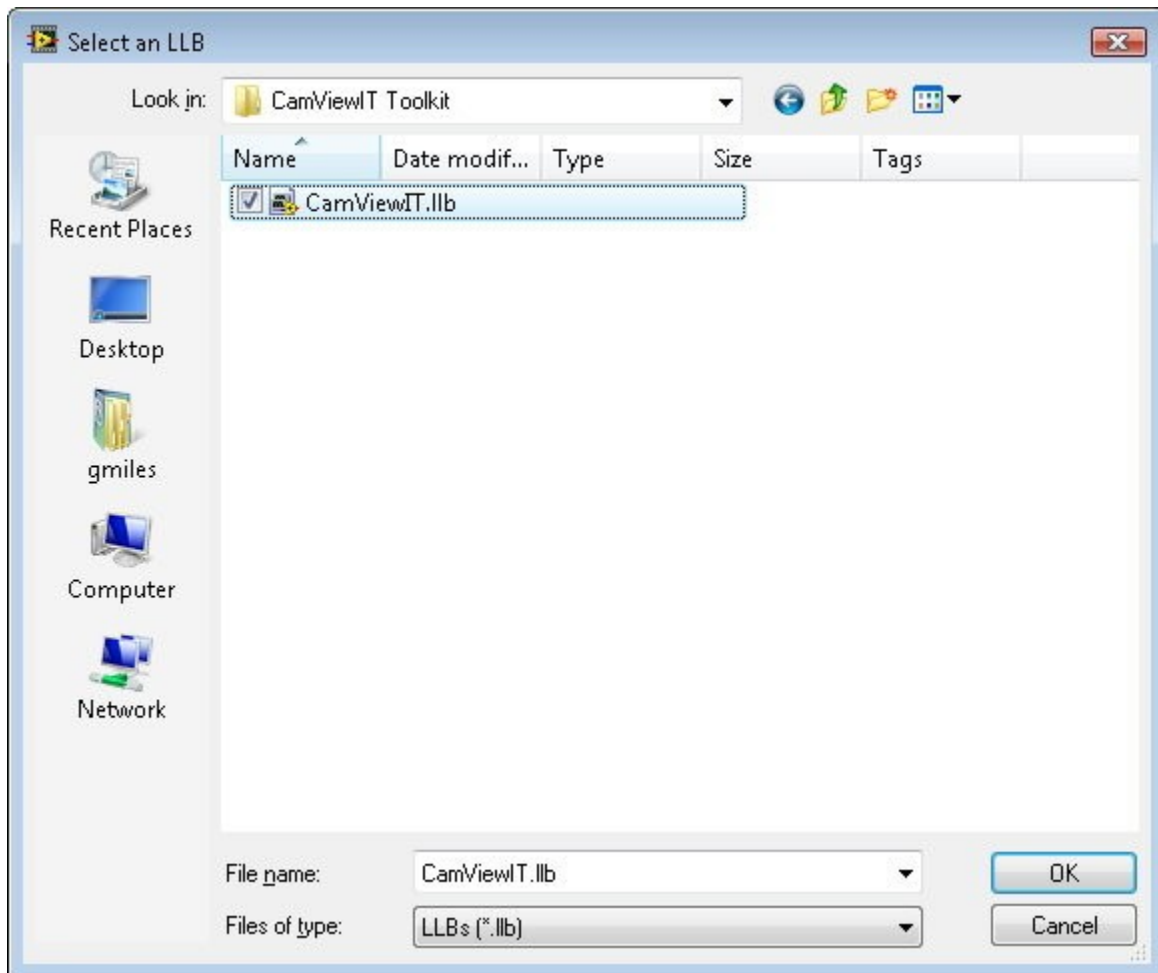 Select an LLB
Look in: CamViewIT Toolkit
Name Date modif... Type Size Tags
CamViewIT.llb
Recent Places
Desktop
gmiles
Computer
Network
File name: CamViewIT.llb OK
Files of type: LLBs (*.llb) Cancel